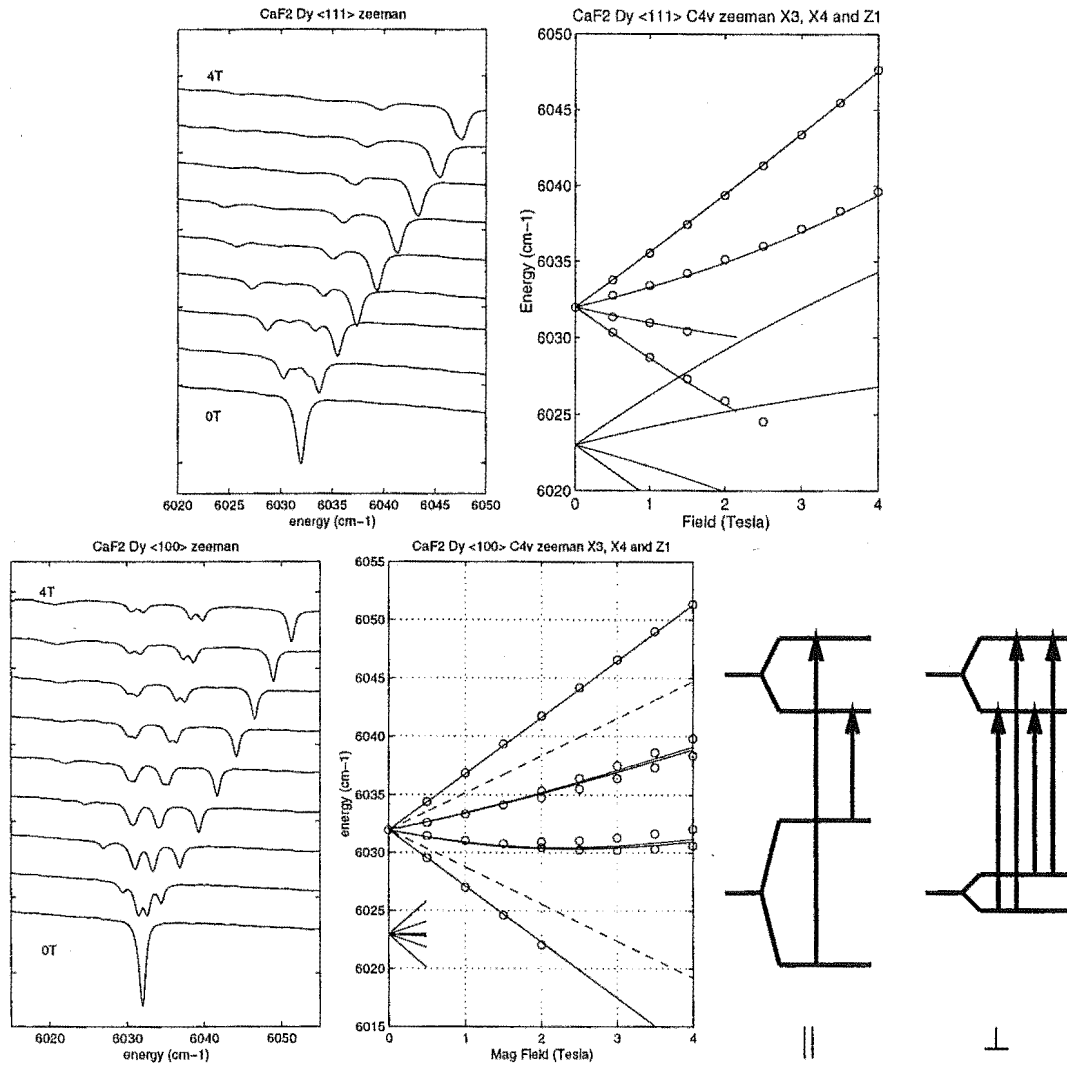 CaF2 Dy <111> zeeman
4T
0T
6020 6025 6030 6035 6040 6045 6050
energy (cm−1)
CaF2 Dy <111> C4v zeeman X3, X4 and Z1
6050
6045
6040
6035
6030
6025
6020
Energy (cm−1)
0 1 2 3 4
Field (Tesla)
CaF2 Dy <100> zeeman
4T
0T
6020 6030 6040 6050
energy (cm−1)
CaF2 Dy <100> C4v zeeman X3, X4 and Z1
6055
6050
6045
6040
6035
6030
6025
6020
6015
energy (cm−1)
0 1 2 3 4
Mag Field (Tesla)
||
⊥